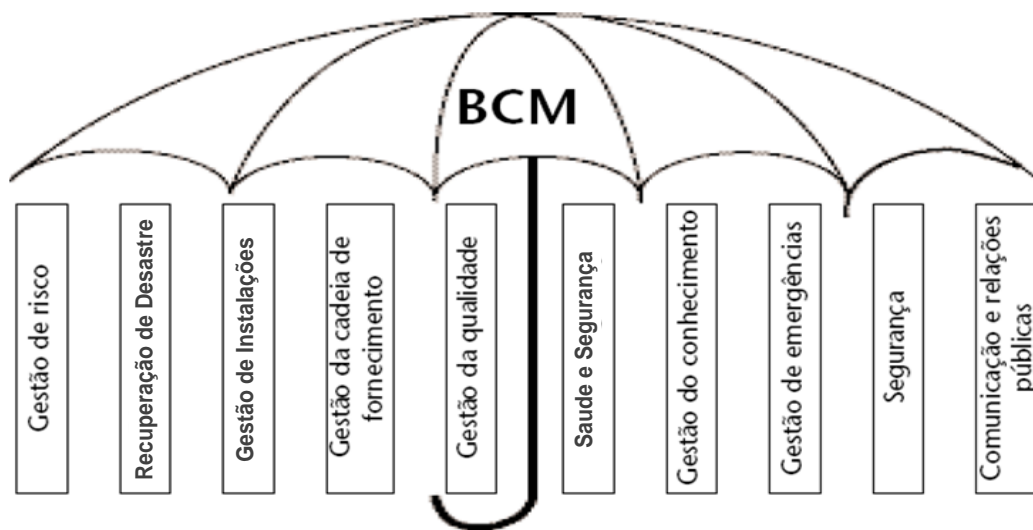 BCM
Gestão de risco
Recuperação de Desastre
Gestão de Instalações
Gestão da cadeia de
fornecimento
Gestão da qualidade
Saude e Segurança
Gestão do conhecimento
Gestão de emergências
Segurança
Comunicação e relações
públicas